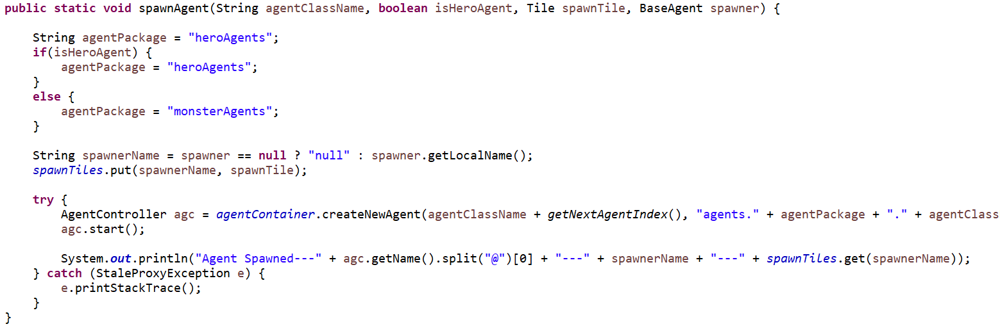 public static void spawnAgent(String agentClassName, boolean isHeroAgent, Tile spawnTile, BaseAgent spawner) {
String agentPackage = "heroAgents";
if(isHeroAgent) {
agentPackage = "heroAgents";
}
else {
agentPackage = "monsterAgents";
}
String spawnerName = spawner == null ? "null" : spawner.getLocalName();
spawnTiles.put(spawnerName, spawnTile);
try {
AgentController agc = agentContainer.createNewAgent(agentClassName + getNextAgentIndex(), "agents." + agentPackage + "." + agentClass
agc.start();
System.out.println("Agent Spawned---" + agc.getName().split("@")[0] + "---" + spawnerName + "---" + spawnTiles.get(spawnerName));
} catch (StaleProxyException e) {
e.printStackTrace();
}
}